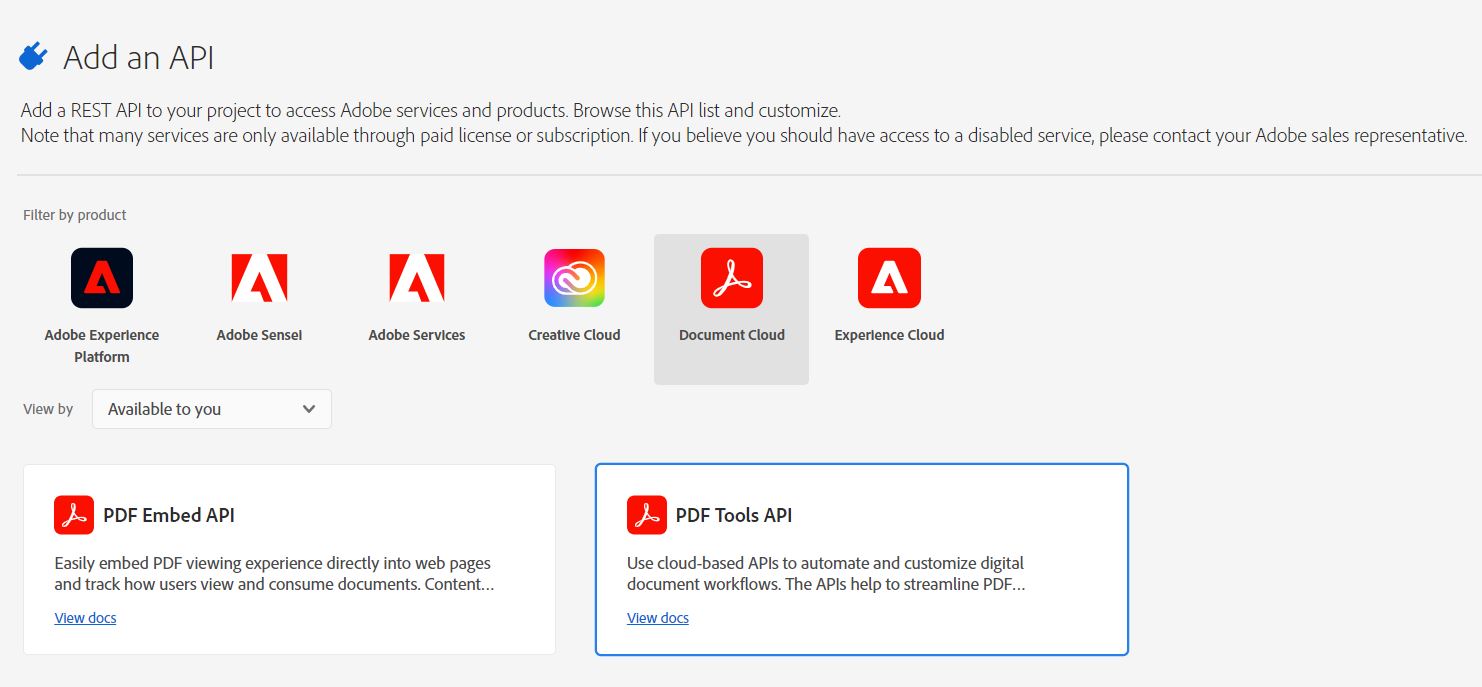 Add an API
Add a REST API to your project to access Adobe services and products. Browse this API list and customize.
Note that many services are only available through paid license or subscription. If you believe you should have access to a disabled service, please contact your Adobe sales representative.
Filter by product
Adobe Experience
Platform
Adobe Sensei
Adobe Services
Creative Cloud
Document Cloud
Experience Cloud
View by
Available to you
PDF Embed API
Easily embed PDF viewing experience directly into web pages
and track how users view and consume documents. Content…
View docs
PDF Tools API
Use cloud-based APIs to automate and customize digital
document workflows. The APIs help to streamline PDF…
View docs